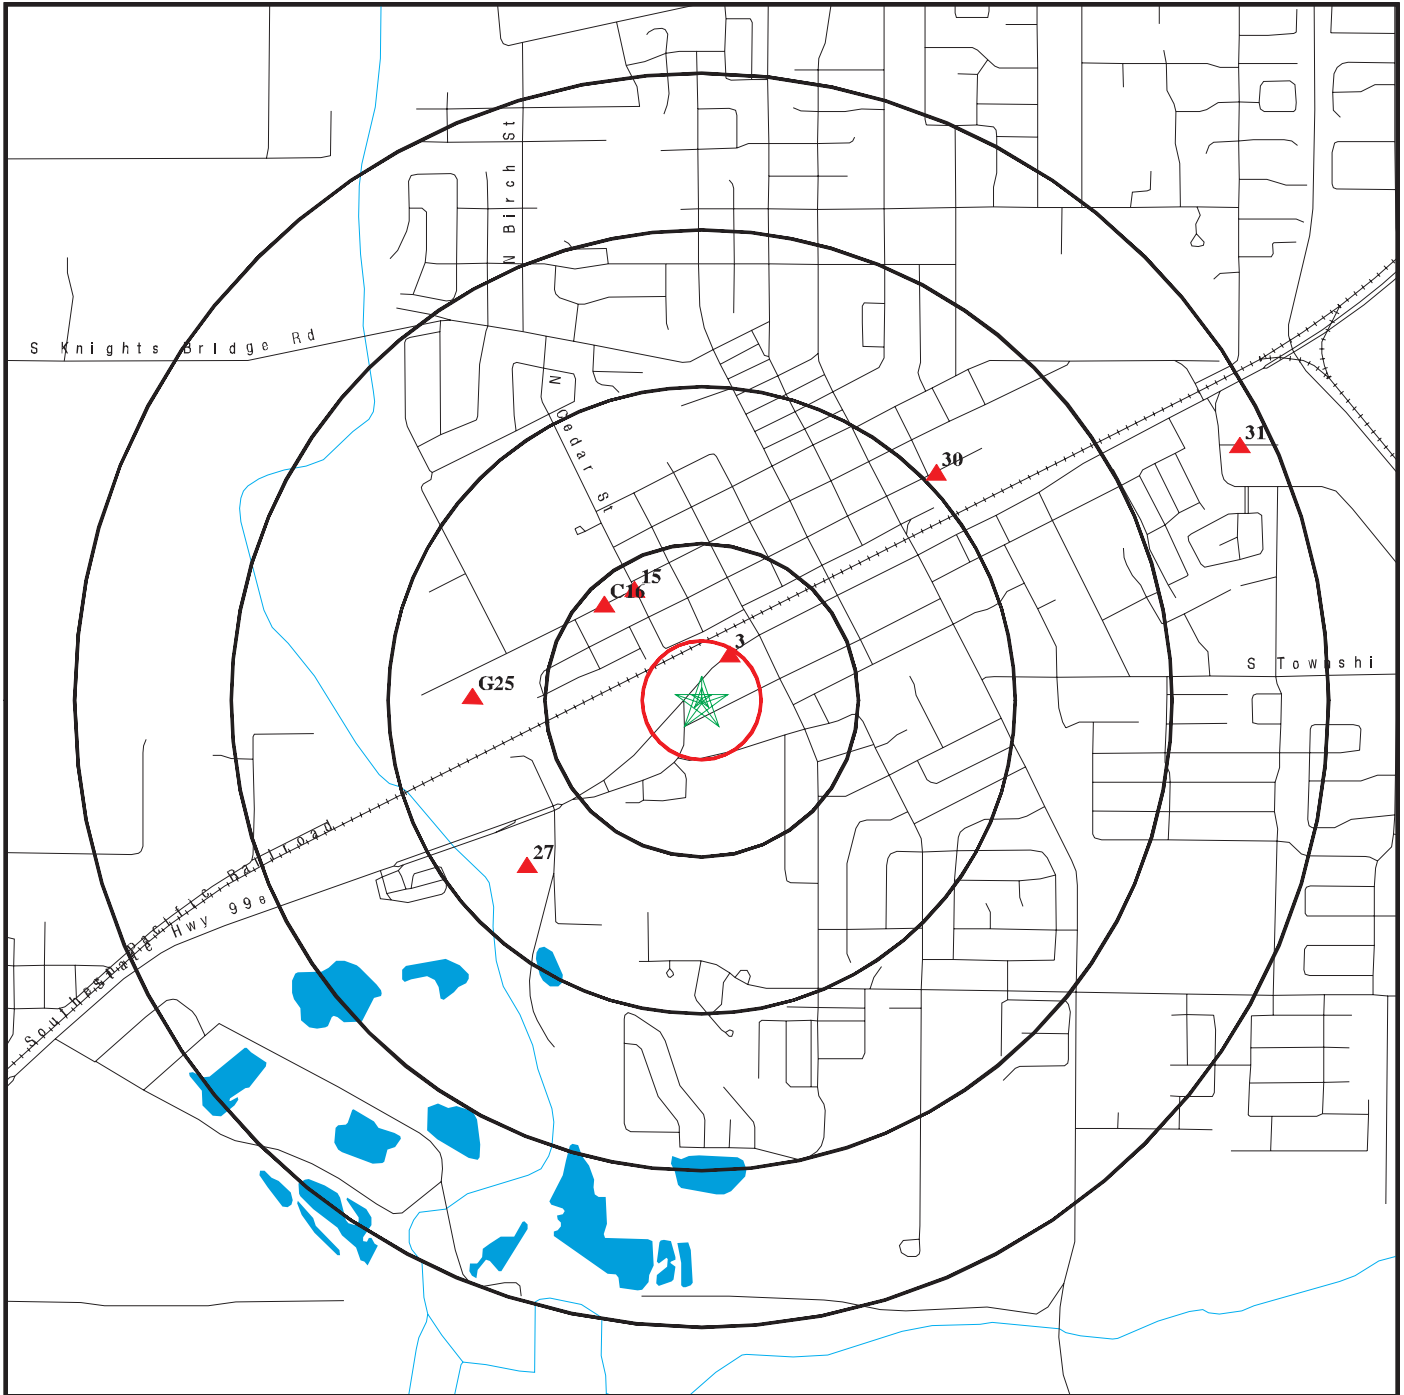 N Birch St
S Knights Bridge Rd
N Cedar St
31
30
15
C16
3
S Townshi
G25
Southern Pacific Railroad
State Hwy 99e
27